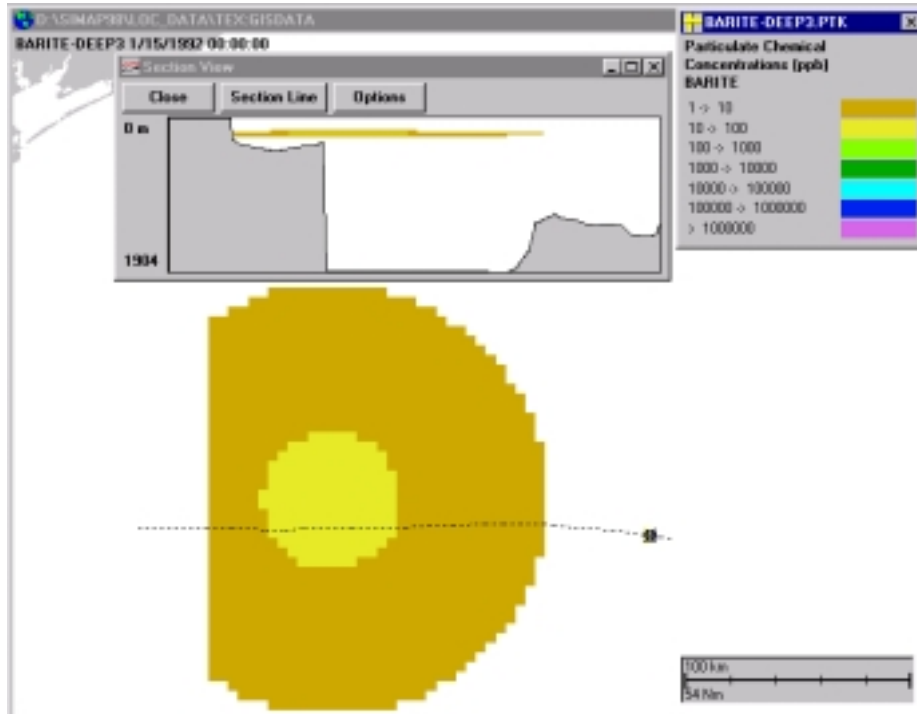 D:\SIMAP98\LOC_DATA\TEX\GISDATA
BARITE-DEEP3 1/15/1992 00:00:00
Section View
Close
Section Line
Options
0 m
1904
BARITE-DEEP3.PTK
Particulate Chemical
Concentrations (ppb)
BARITE
1 -> 10
10 -> 100
100 -> 1000
1000 -> 10000
10000 -> 100000
100000 -> 1000000
> 1000000
100 km
54 Nm